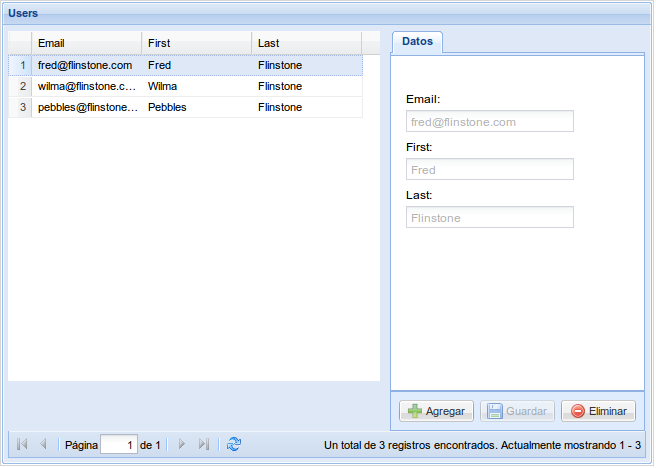 Users
Email First Last
1 fred@flinstone.com Fred Flinstone
2 wilma@flinstone.c... Wilma Flinstone
3 pebbles@flinstone... Pebbles Flinstone
Datos
Email:
fred@flinstone.com
First:
Fred
Last:
Flinstone
Agregar Guardar Eliminar
Página 1 de 1 Un total de 3 registros encontrados. Actualmente mostrando 1 - 3